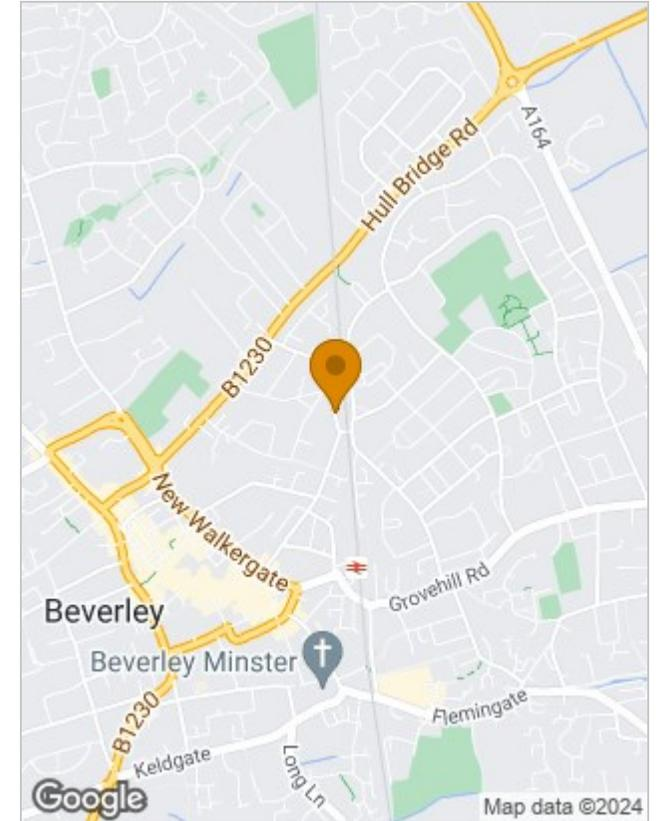 Hull Bridge Rd
A164
B1230
New Walkergate
Grovehill Rd
Beverley
Beverley Minster
Flemingate
B1230
Keldgate
Long Ln
Google
Map data ©2024